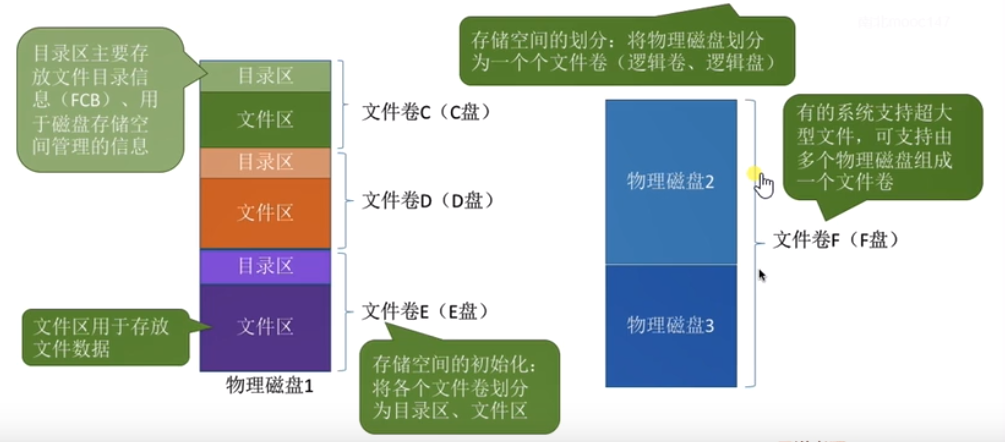 目录区主要存
放文件目录信
息（FCB）、用
于磁盘存储空
间管理的信息
目录区
文件区
文件卷C（C盘）
目录区
文件区
文件卷D（D盘）
目录区
文件区
文件卷E（E盘）
文件区用于存放
文件数据
物理磁盘1
存储空间的初始化：
将各个文件卷划分
为目录区、文件区
存储空间的划分：将物理磁盘划分
为一个个文件卷（逻辑卷、逻辑盘）
物理磁盘2
物理磁盘3
有的系统支持超大
型文件，可支持由
多个物理磁盘组成
一个文件卷
文件卷F（F盘）